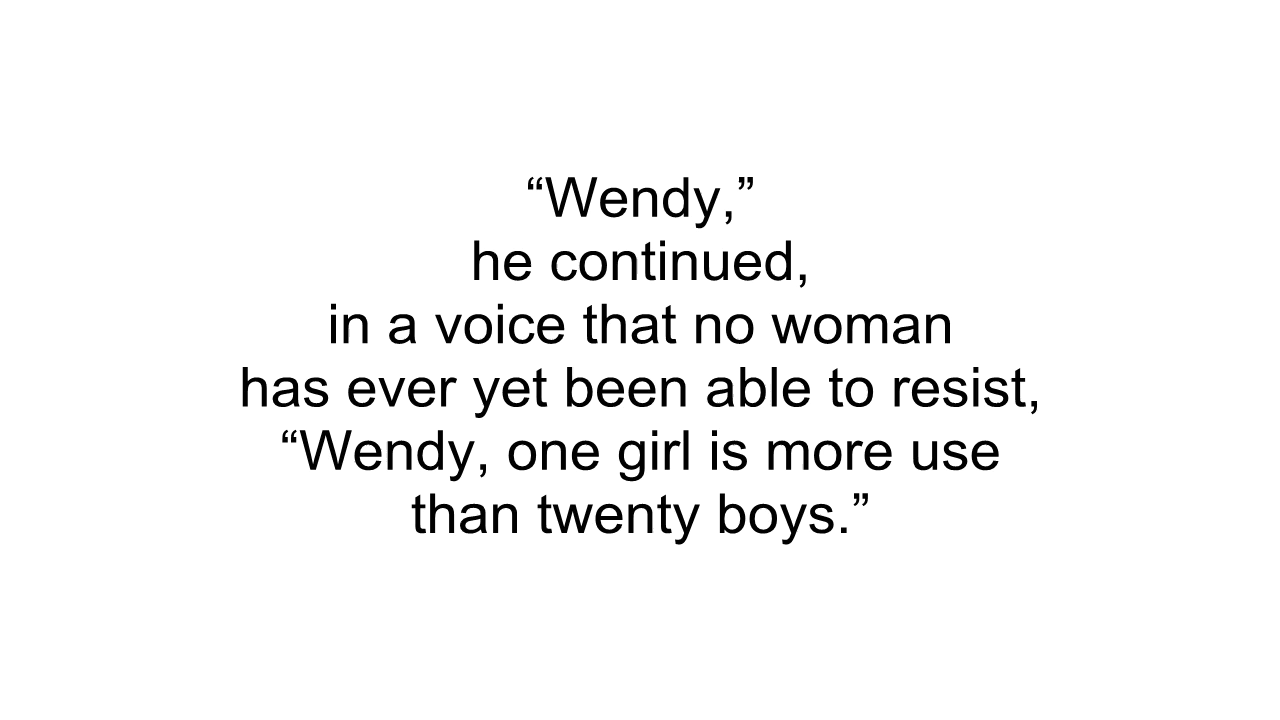 “Wendy,”
he continued,
in a voice that no woman
has ever yet been able to resist,
“Wendy, one girl is more use
than twenty boys.”